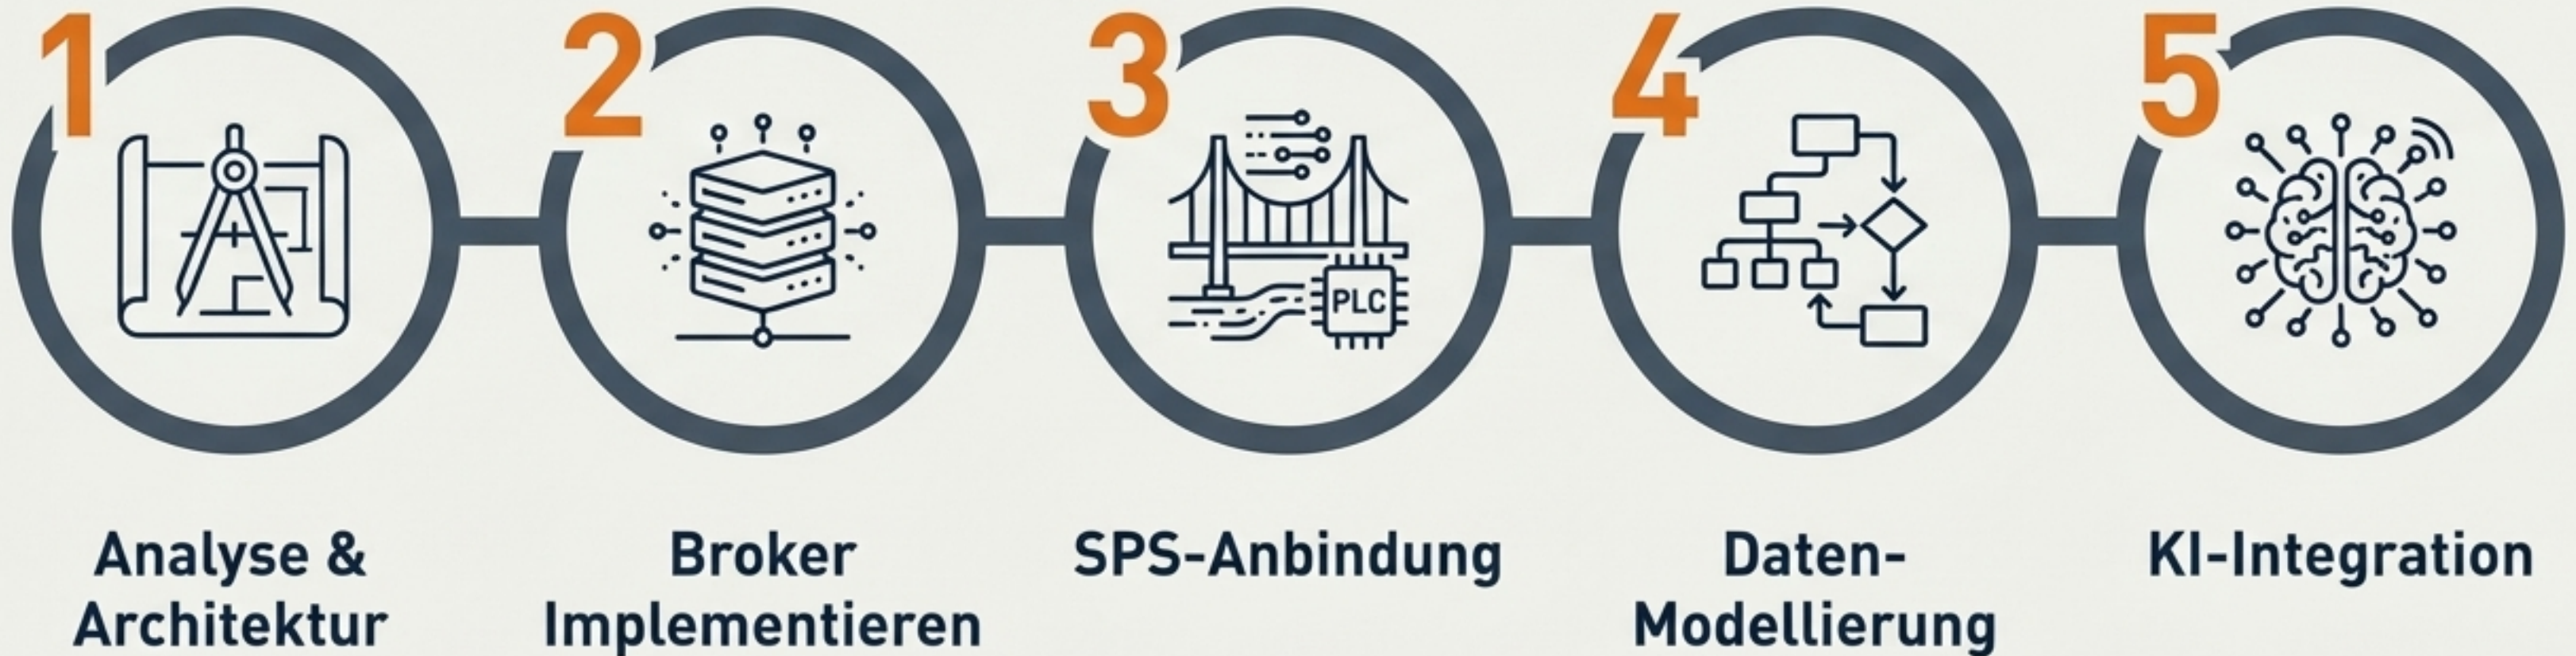 1
2
3
4
5
PLC
Analyse &
Architektur
Broker
Implementieren
SPS-Anbindung
Daten-
Modellierung
KI-Integration